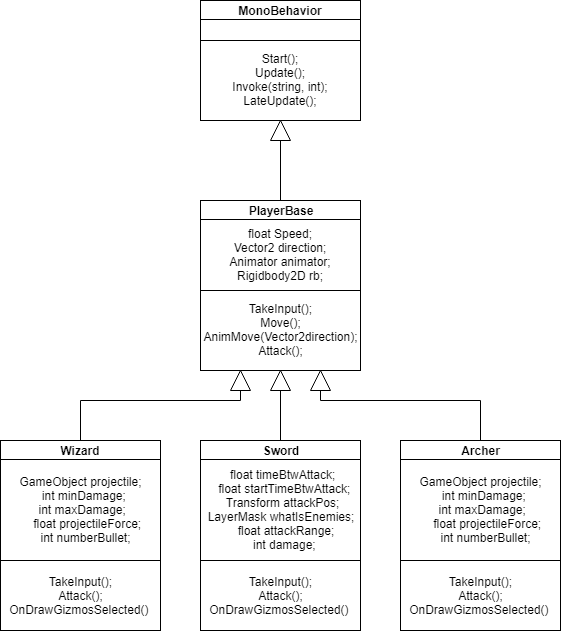 MonoBehavior
Start();
Update();
Invoke(string, int);
LateUpdate();
PlayerBase
float Speed;
Vector2 direction;
Animator animator;
Rigidbody2D rb;
TakeInput();
Move();
AnimMove(Vector2direction);
Attack();
Wizard
GameObject projectile;
int minDamage;
int maxDamage;
float projectileForce;
int numberBullet;
TakeInput();
Attack();
OnDrawGizmosSelected()
Sword
float timeBtwAttack;
float startTimeBtwAttack;
Transform attackPos;
LayerMask whatIsEnemies;
float attackRange;
int damage;
TakeInput();
Attack();
OnDrawGizmosSelected()
Archer
GameObject projectile;
int minDamage;
int maxDamage;
float projectileForce;
int numberBullet;
TakeInput();
Attack();
OnDrawGizmosSelected()